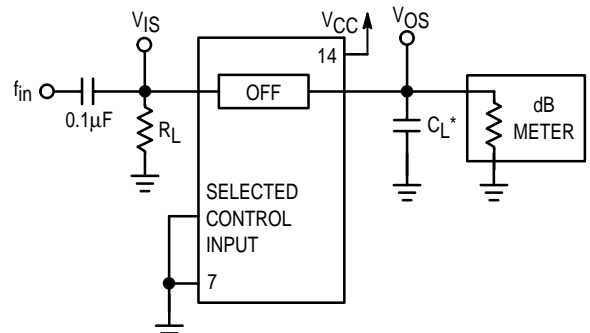 V_IS
V_CC
V_OS
14
f_in
0.1μF
R_L
OFF
C_L*
dB
METER
SELECTED
CONTROL
INPUT
7